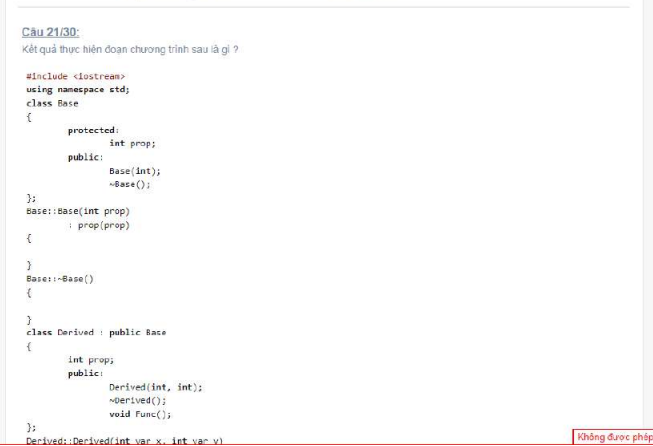 Câu 21/30:
Kết quả thực hiện đoạn chương trình sau là gì ?
#include <iostream>
using namespace std;
class Base
{
protected:
int prop;
public:
Base(int);
~Base();
};
Base::Base(int prop)
: prop(prop)
{
}
Base::~Base()
{
}
class Derived : public Base
{
int prop;
public:
Derived(int, int);
~Derived();
void Func();
};
Derived::Derived(int var_x, int var_y)
Không được phép